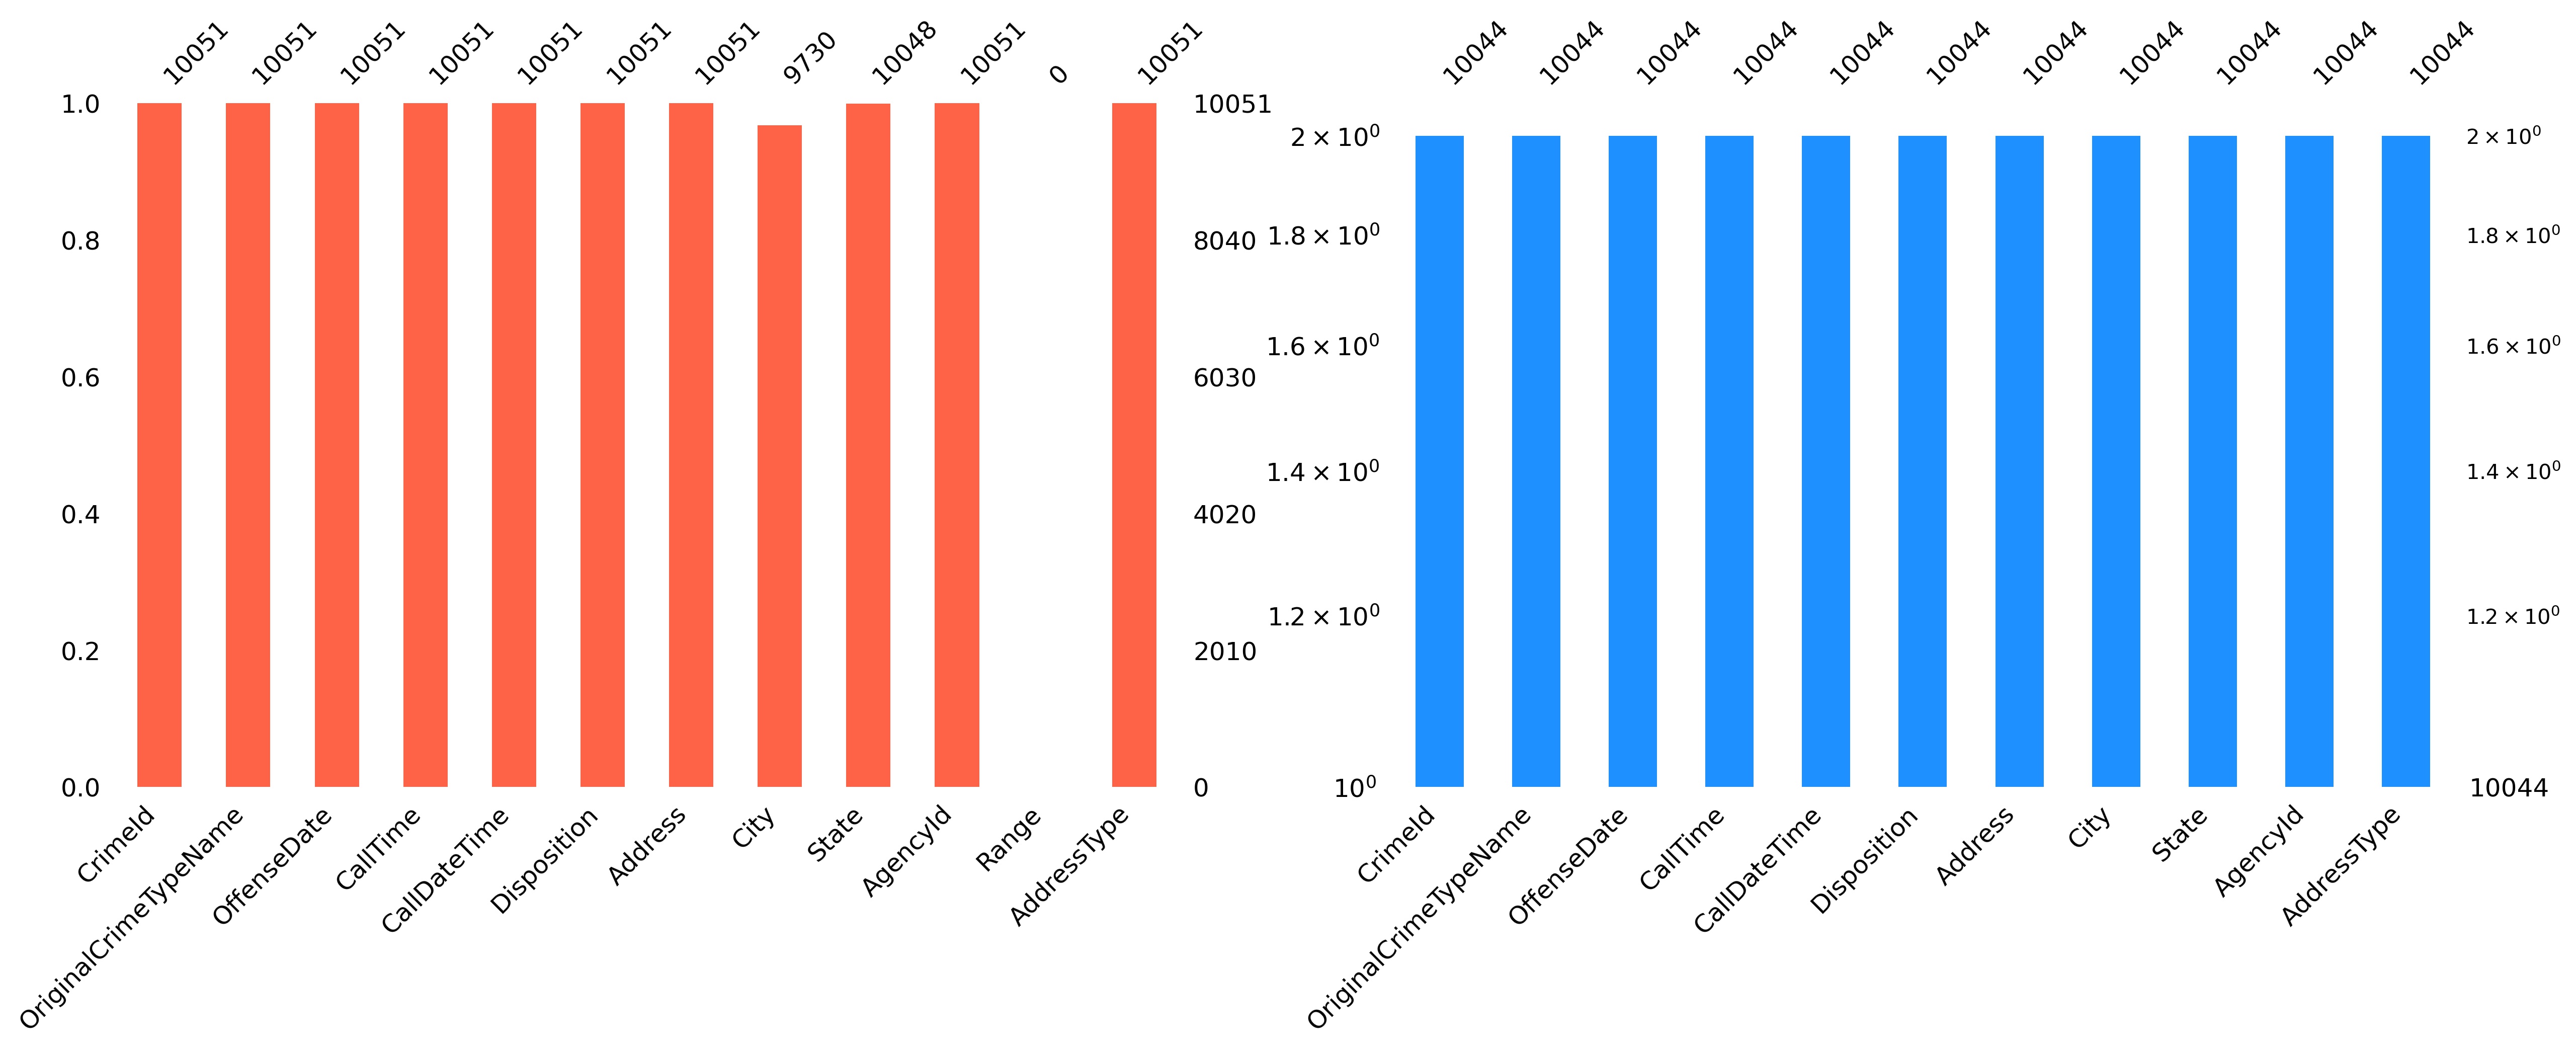 10051 10051 10051 10051 10051 10051 10051 9730 10048 10051 0 10051
1.0
0.8
0.6
0.4
0.2
0.0
10051
8040
6030
4020
2010
0
CrimeId
OriginalCrimeTypeName
OffenseDate
CallTime
CallDateTime
Disposition
Address
City
State
AgencyId
Range
AddressType
10044 10044 10044 10044 10044 10044 10044 10044 10044 10044 10044
2 × 10⁰
1.8 × 10⁰
1.6 × 10⁰
1.4 × 10⁰
1.2 × 10⁰
10⁰
2 × 10⁰
1.8 × 10⁰
1.6 × 10⁰
1.4 × 10⁰
1.2 × 10⁰
10044
CrimeId
OriginalCrimeTypeName
OffenseDate
CallTime
CallDateTime
Disposition
Address
City
State
AgencyId
AddressType